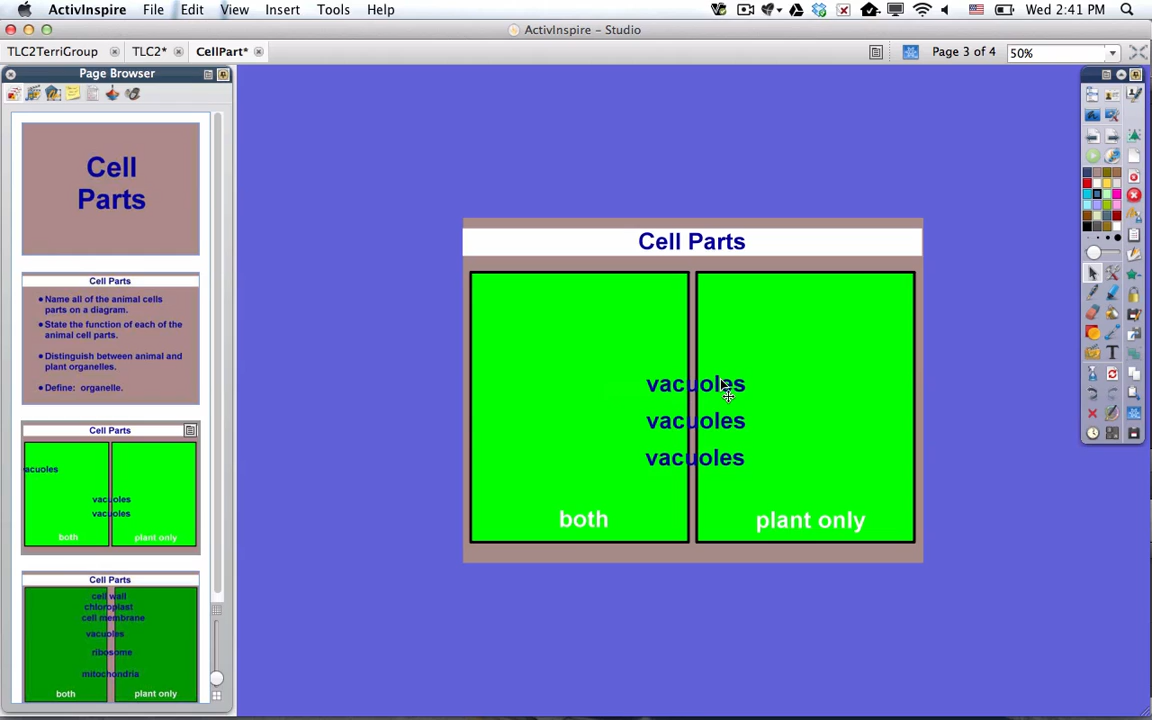 ActivInspire File Edit View Insert Tools Help Wed 2:41 PM
ActivInspire – Studio
TLC2TerriGroup TLC2* CellPart* Page 3 of 4 50%
Page Browser
Cell
Parts
Cell Parts
• Name all of the animal cells
parts on a diagram.
• State the function of each of the
animal cell parts.
• Distinguish between animal and
plant organelles.
• Define: organelle.
Cell Parts
acuoles
vacuoles
vacuoles
both plant only
Cell Parts
cell wall
chloroplast
cell membrane
vacuoles
ribosome
mitochondria
both plant only
Cell Parts
vacuoles
vacuoles
vacuoles
both plant only